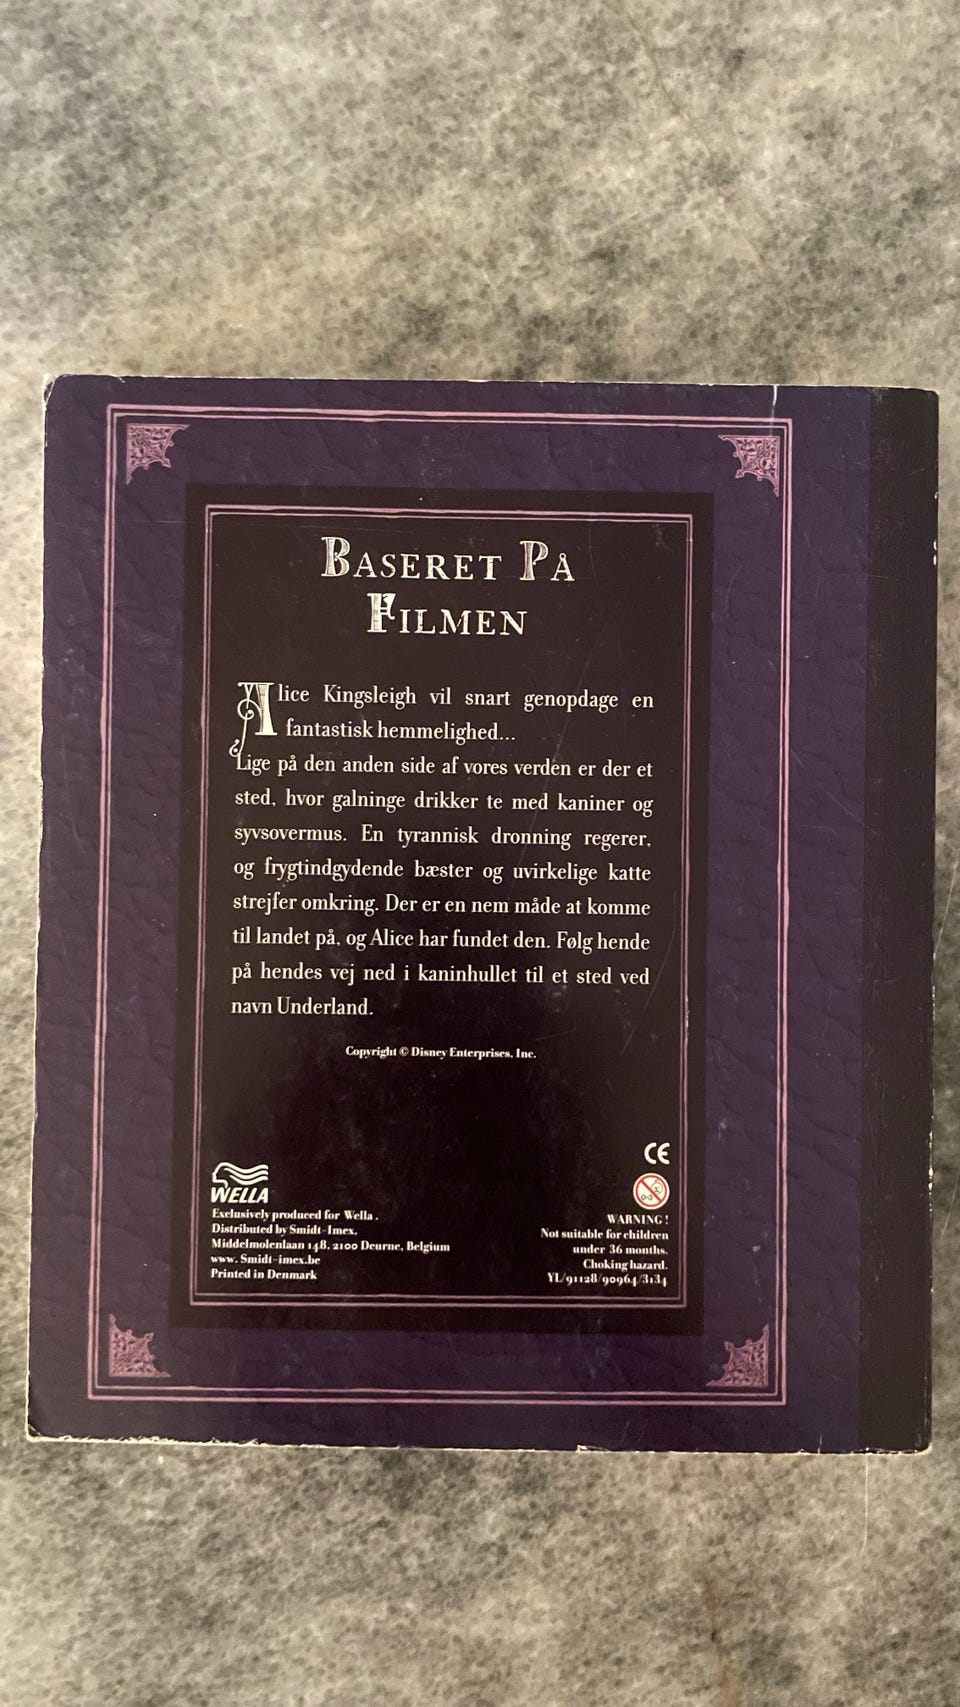 BASERET PÅ
FILMEN
Alice Kingsleigh vil snart genopdage en
fantastisk hemmelighed...
Lige på den anden side af vores verden er der et
sted, hvor galninge drikker te med kaniner og
syvsovermus. En tyrannisk dronning regerer,
og frygtindgydende bæster og uvirkelige katte
strejfer omkring. Der er en nem måde at komme
til landet på, og Alice har fundet den. Følg hende
på hendes vej ned i kaninhullet til et sted ved
navn Underland.
Copyright © Disney Enterprises, Inc.
WELLA
Exclusively produced for Wella .
Distributed by Smidt-Imex.
Middelmolenlaan 148. 2100 Deurne, Belgium
www. Smidt-imex.be
Printed in Denmark
CE
0-3
WARNING !
Not suitable for children
under 36 months.
Choking hazard.
YL/91128/90964/3134